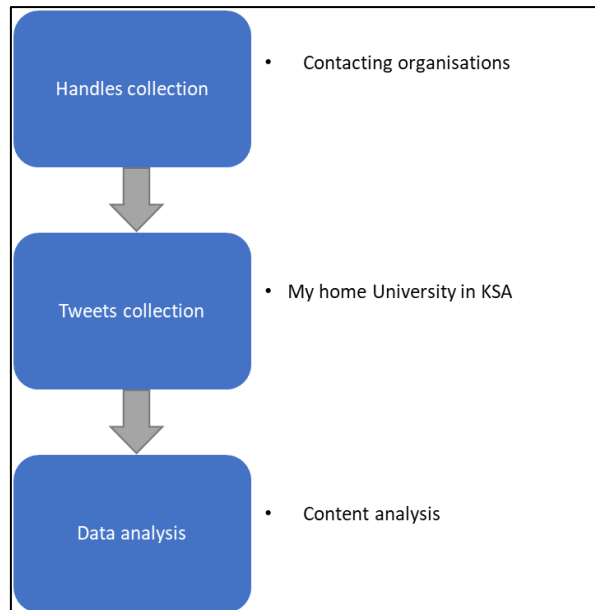 Handles collection
• Contacting organisations
Tweets collection
• My home University in KSA
Data analysis
• Content analysis